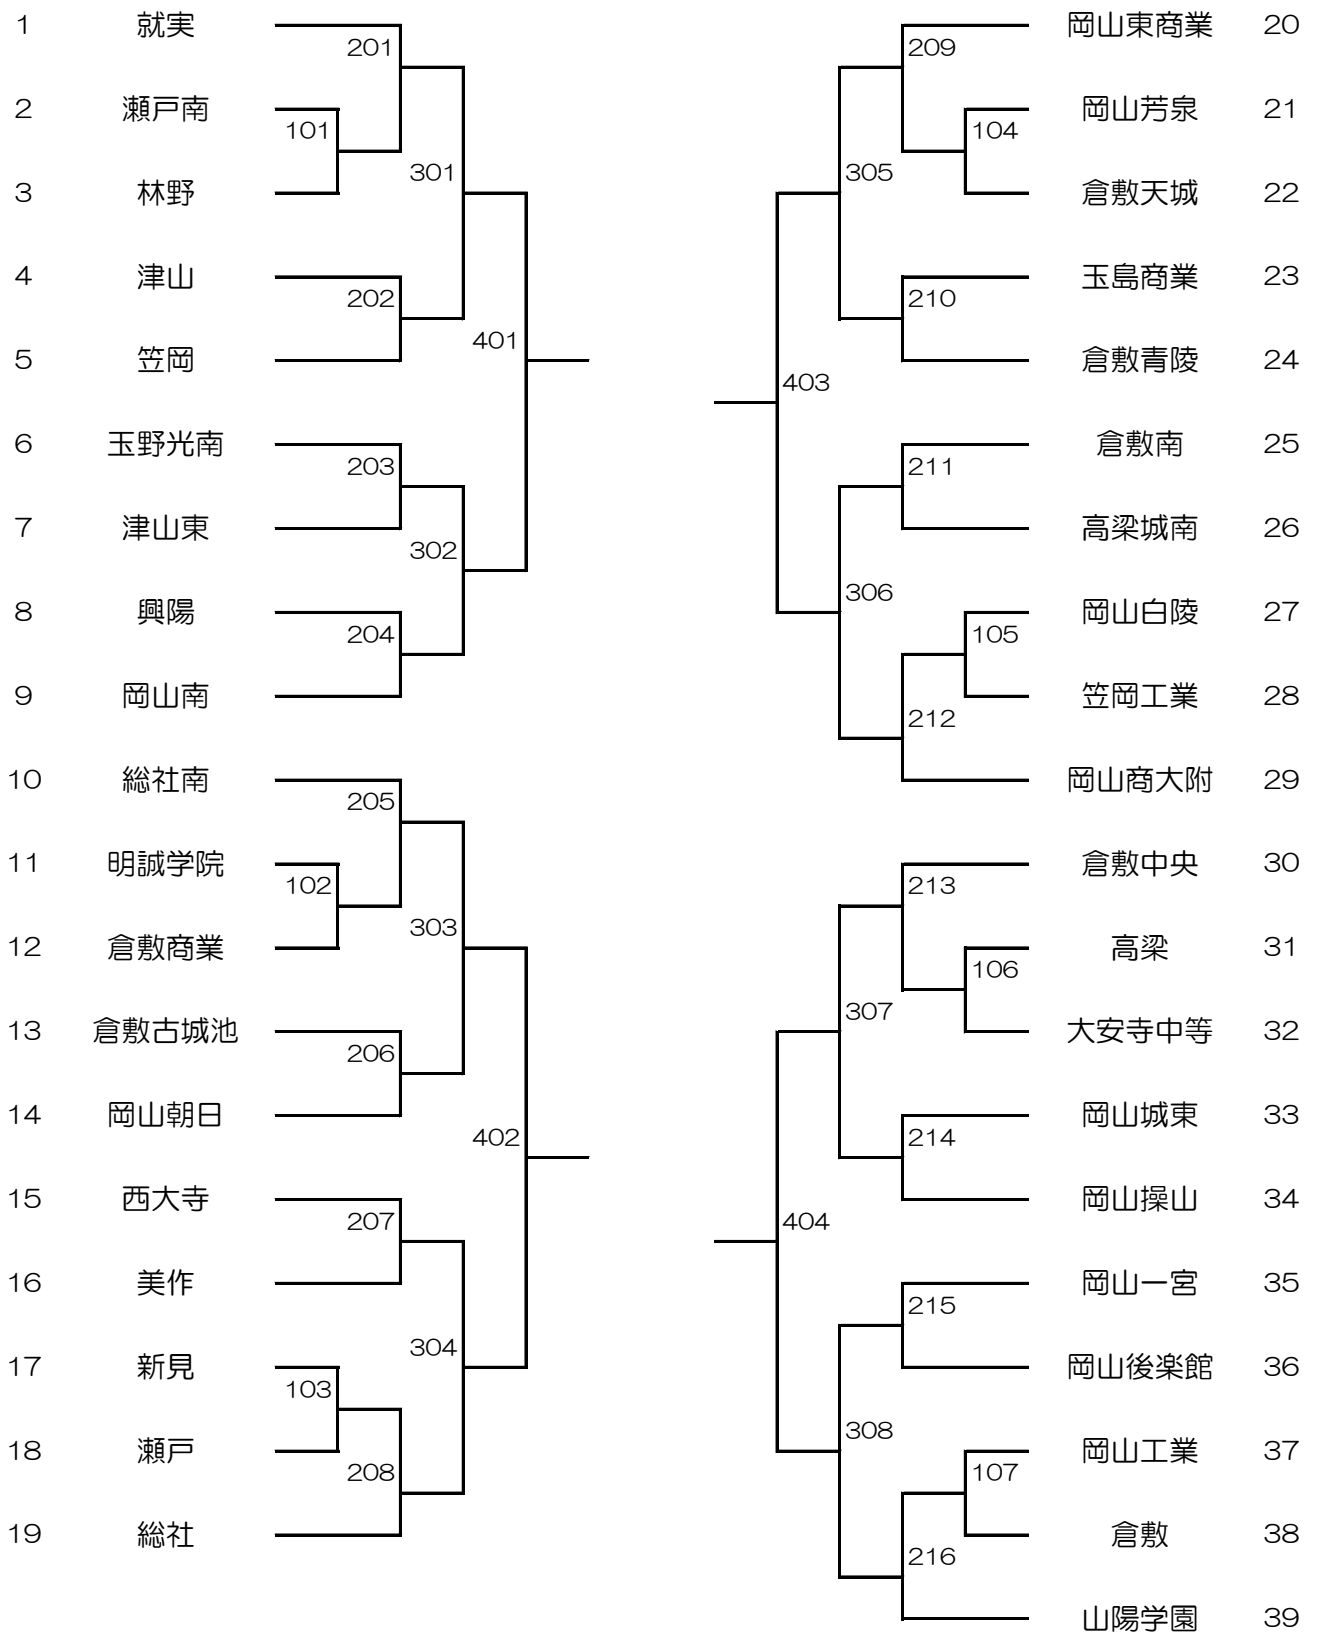 1 就実 201
2 瀬戸南 101
3 林野 301
4 津山 202
5 笠岡 401
6 玉野光南 203
7 津山東 302
8 興陽 204
9 岡山南
10 総社南 205
11 明誠学院 102
12 倉敷商業 303
13 倉敷古城池 206
14 岡山朝日 402
15 西大寺 207
16 美作 304
17 新見 103
18 瀬戸 208
19 総社
209 岡山東商業 20
104 岡山芳泉 21
305 倉敷天城 22
210 玉島商業 23
403 倉敷青陵 24
211 倉敷南 25
高梁城南 26
306 105 岡山白陵 27
212 笠岡工業 28
岡山商大附 29
213 倉敷中央 30
106 高梁 31
307 大安寺中等 32
214 岡山城東 33
404 岡山操山 34
215 岡山一宮 35
岡山後楽館 36
308 107 岡山工業 37
216 倉敷 38
山陽学園 39